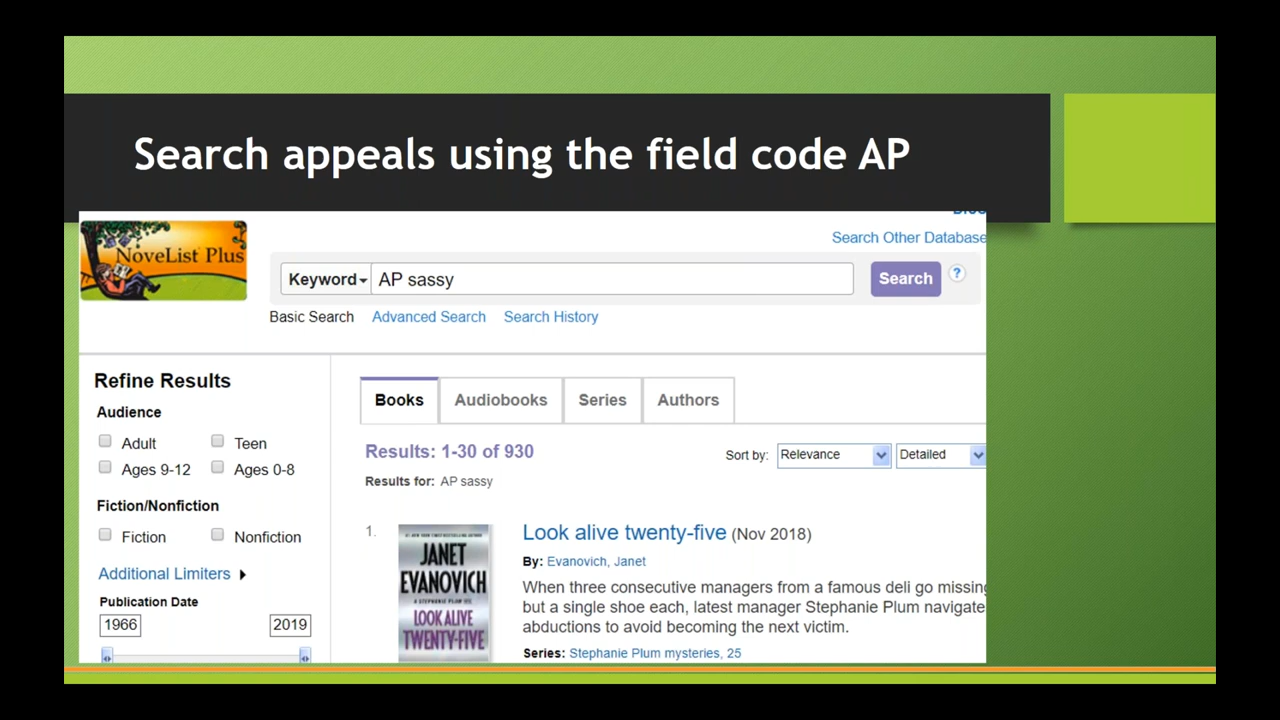 Search appeals using the field code AP
Search Other Database
NoveList Plus
Keyword
AP sassy
Search
?
Basic Search Advanced Search Search History
Refine Results
Audience
Adult Teen
Ages 9-12 Ages 0-8
Fiction/Nonfiction
Fiction Nonfiction
Additional Limiters
Publication Date
1966 2019
Books Audiobooks Series Authors
Results: 1-30 of 930
Sort by: Relevance Detailed
Results for: AP sassy
1.
JANET
EVANOVICH
LOOK ALIVE
TWENTY-FIVE
Look alive twenty-five (Nov 2018)
By: Evanovich, Janet
When three consecutive managers from a famous deli go missing
but a single shoe each, latest manager Stephanie Plum navigate
abductions to avoid becoming the next victim.
Series: Stephanie Plum mysteries, 25